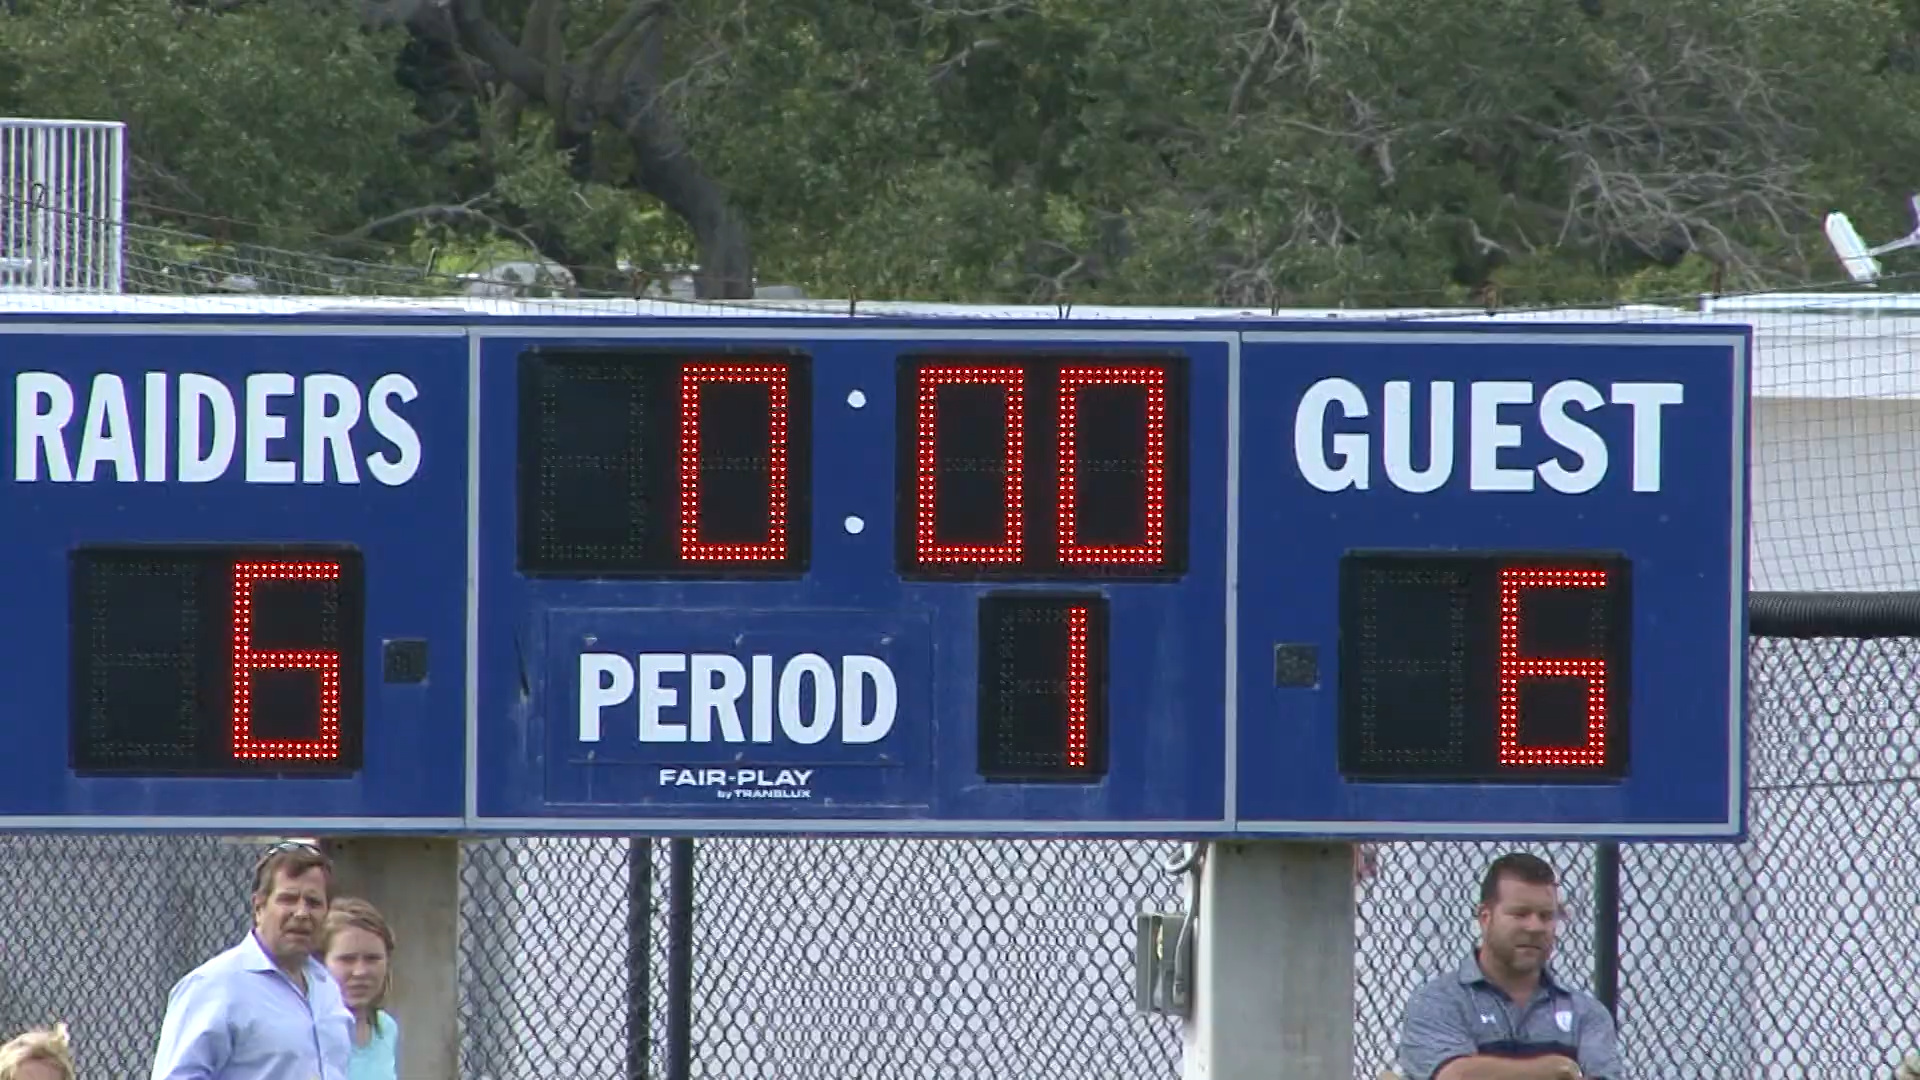 RAIDERS
0:00
GUEST
6
PERIOD 1
6
FAIR-PLAY
by TRANSLUX